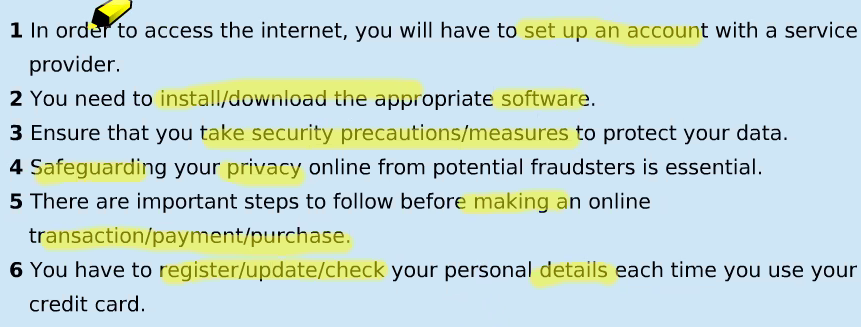 1 In order to access the internet, you will have to set up an account with a service
provider.
2 You need to install/download the appropriate software.
3 Ensure that you take security precautions/measures to protect your data.
4 Safeguarding your privacy online from potential fraudsters is essential.
5 There are important steps to follow before making an online
transaction/payment/purchase.
6 You have to register/update/check your personal details each time you use your
credit card.